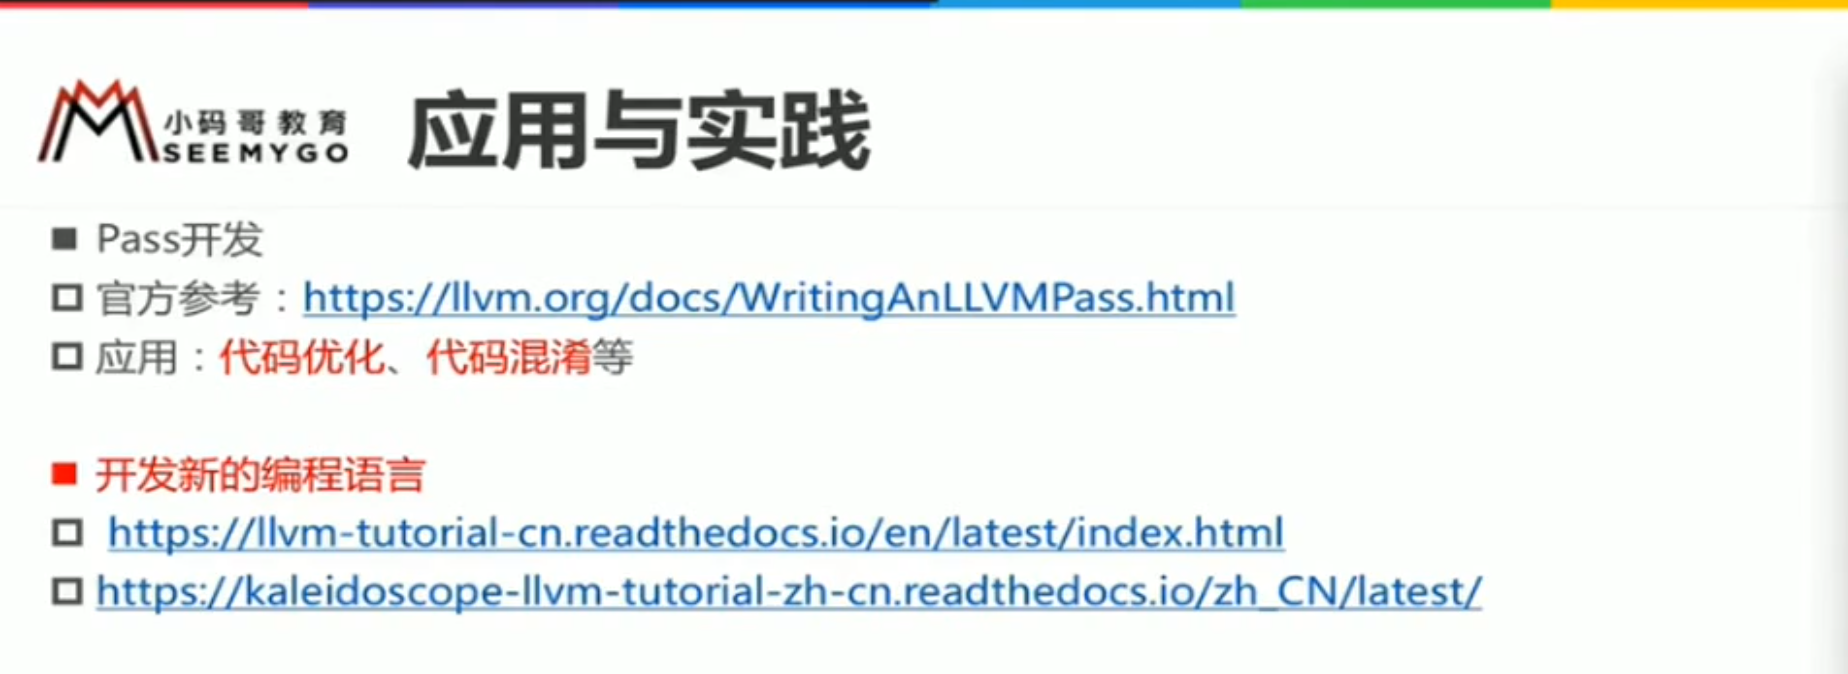 小码哥教育
SEEMYGO
应用与实践
Pass开发
官方参考：https://llvm.org/docs/WritingAnLLVMPass.html
应用：代码优化、代码混淆等
开发新的编程语言
https://llvm-tutorial-cn.readthedocs.io/en/latest/index.html
https://kaleidoscope-llvm-tutorial-zh-cn.readthedocs.io/zh_CN/latest/